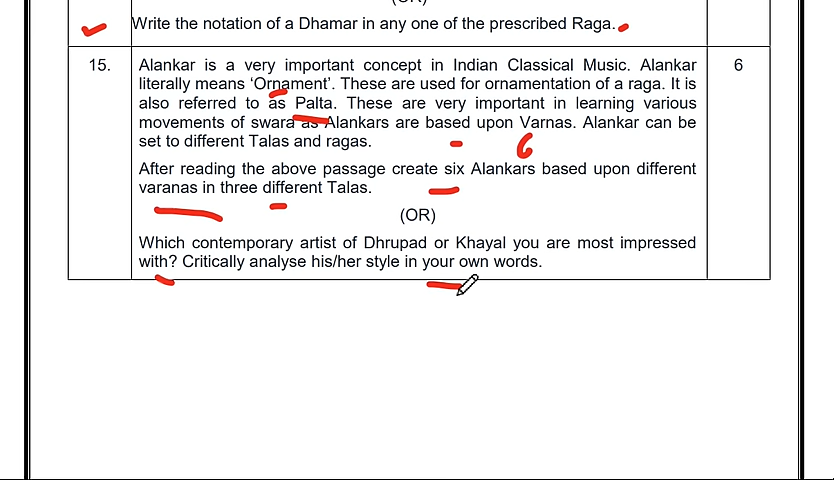 (OR)
Write the notation of a Dhamar in any one of the prescribed Raga.
15. Alankar is a very important concept in Indian Classical Music. Alankar 6
literally means ‘Ornament’. These are used for ornamentation of a raga. It is
also referred to as Palta. These are very important in learning various
movements of swara as Alankars are based upon Varnas. Alankar can be
set to different Talas and ragas.
6
After reading the above passage create six Alankars based upon different
varanas in three different Talas.
(OR)
Which contemporary artist of Dhrupad or Khayal you are most impressed
with? Critically analyse his/her style in your own words.